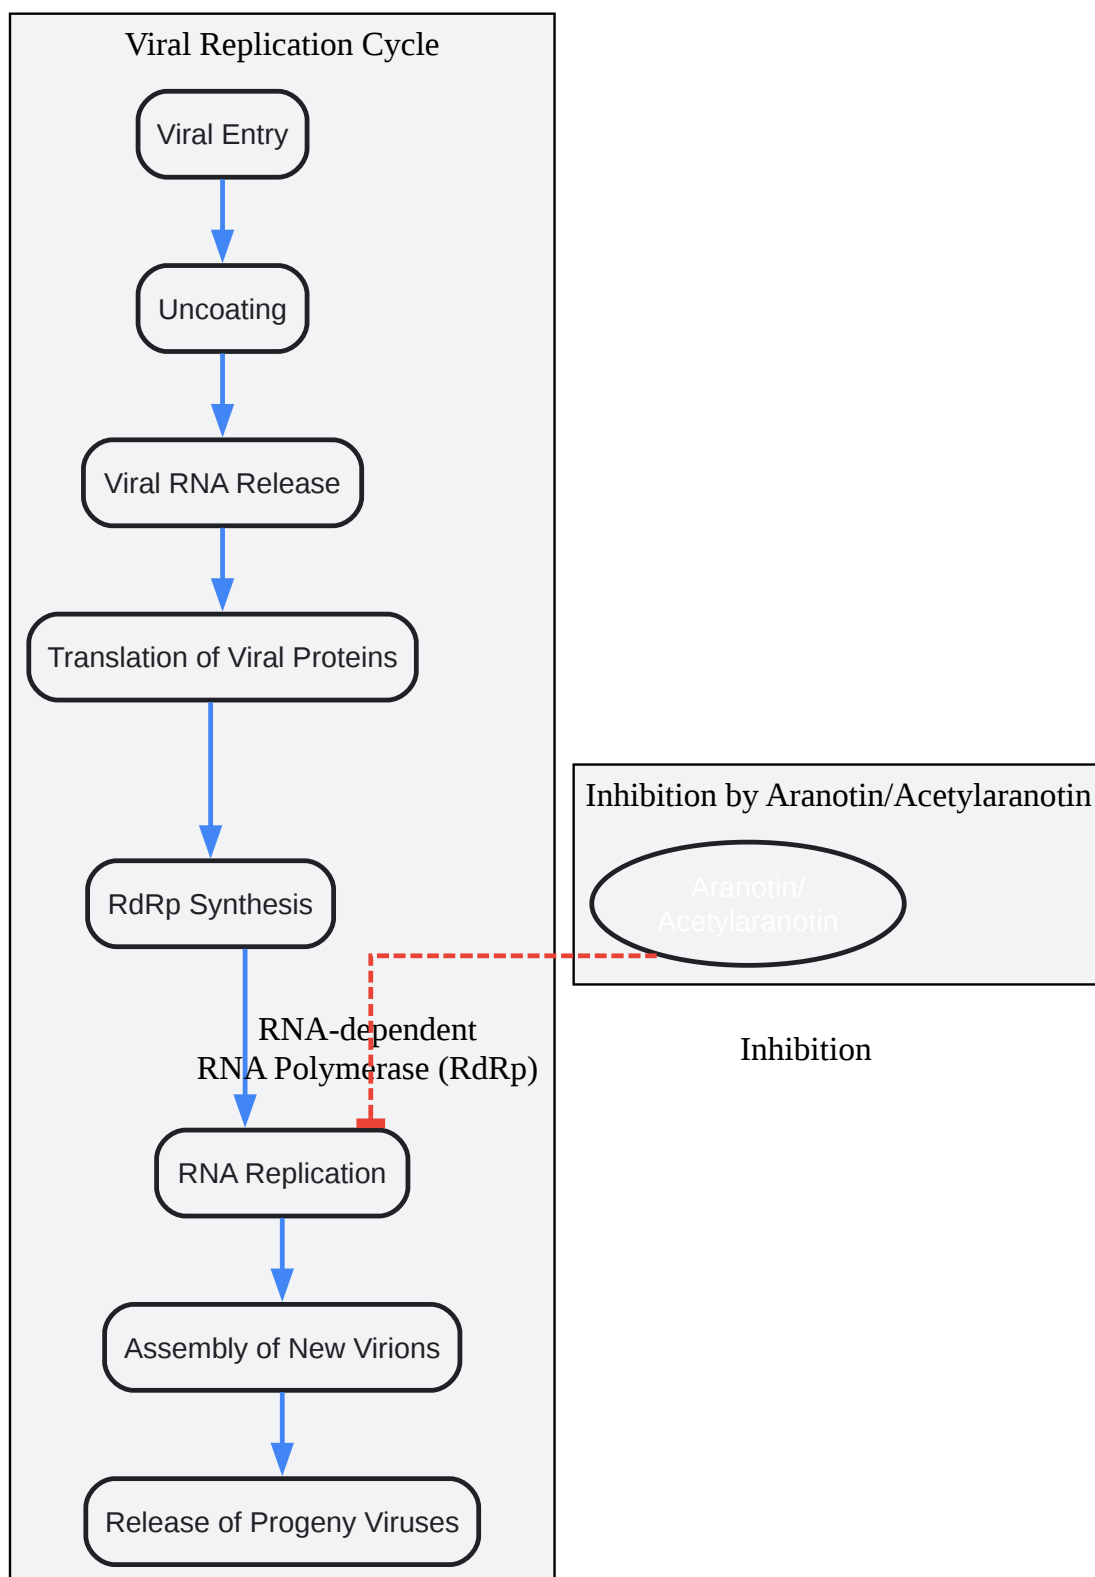 Viral Replication Cycle
Viral Entry
Uncoating
Viral RNA Release
Translation of Viral Proteins
Inhibition by Aranotin/Acetylaranotin
Aranotin/
Acetylaranotin
RdRp Synthesis
RNA-dependent
RNA Polymerase (RdRp)
Inhibition
RNA Replication
Assembly of New Virions
Release of Progeny Viruses